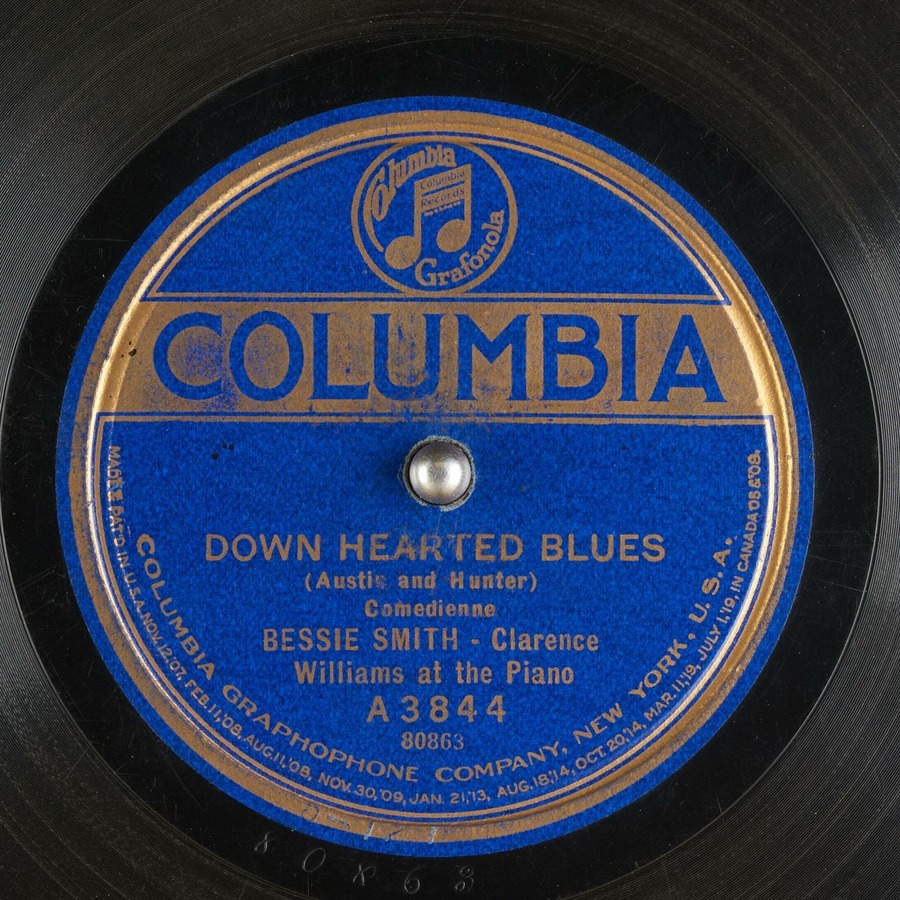 Columbia
Columbia
Records
Grafonola
COLUMBIA
DOWN HEARTED BLUES
(Austin and Hunter)
Comedienne
BESSIE SMITH - Clarence
Williams at the Piano
A3844
80863
COLUMBIA GRAPHOPHONE COMPANY, NEW YORK, U.S.A.
MADE & PAT'D IN U.S.A. NOV. 12,'07, FEB. 11,'08, AUG. 11,'08, NOV. 30,'09, JAN. 21,'13, AUG. 18,'14, OCT. 20,'14, MAR. 11,'19, JULY 1,'19, IN CANADA '05 & '08.
80863